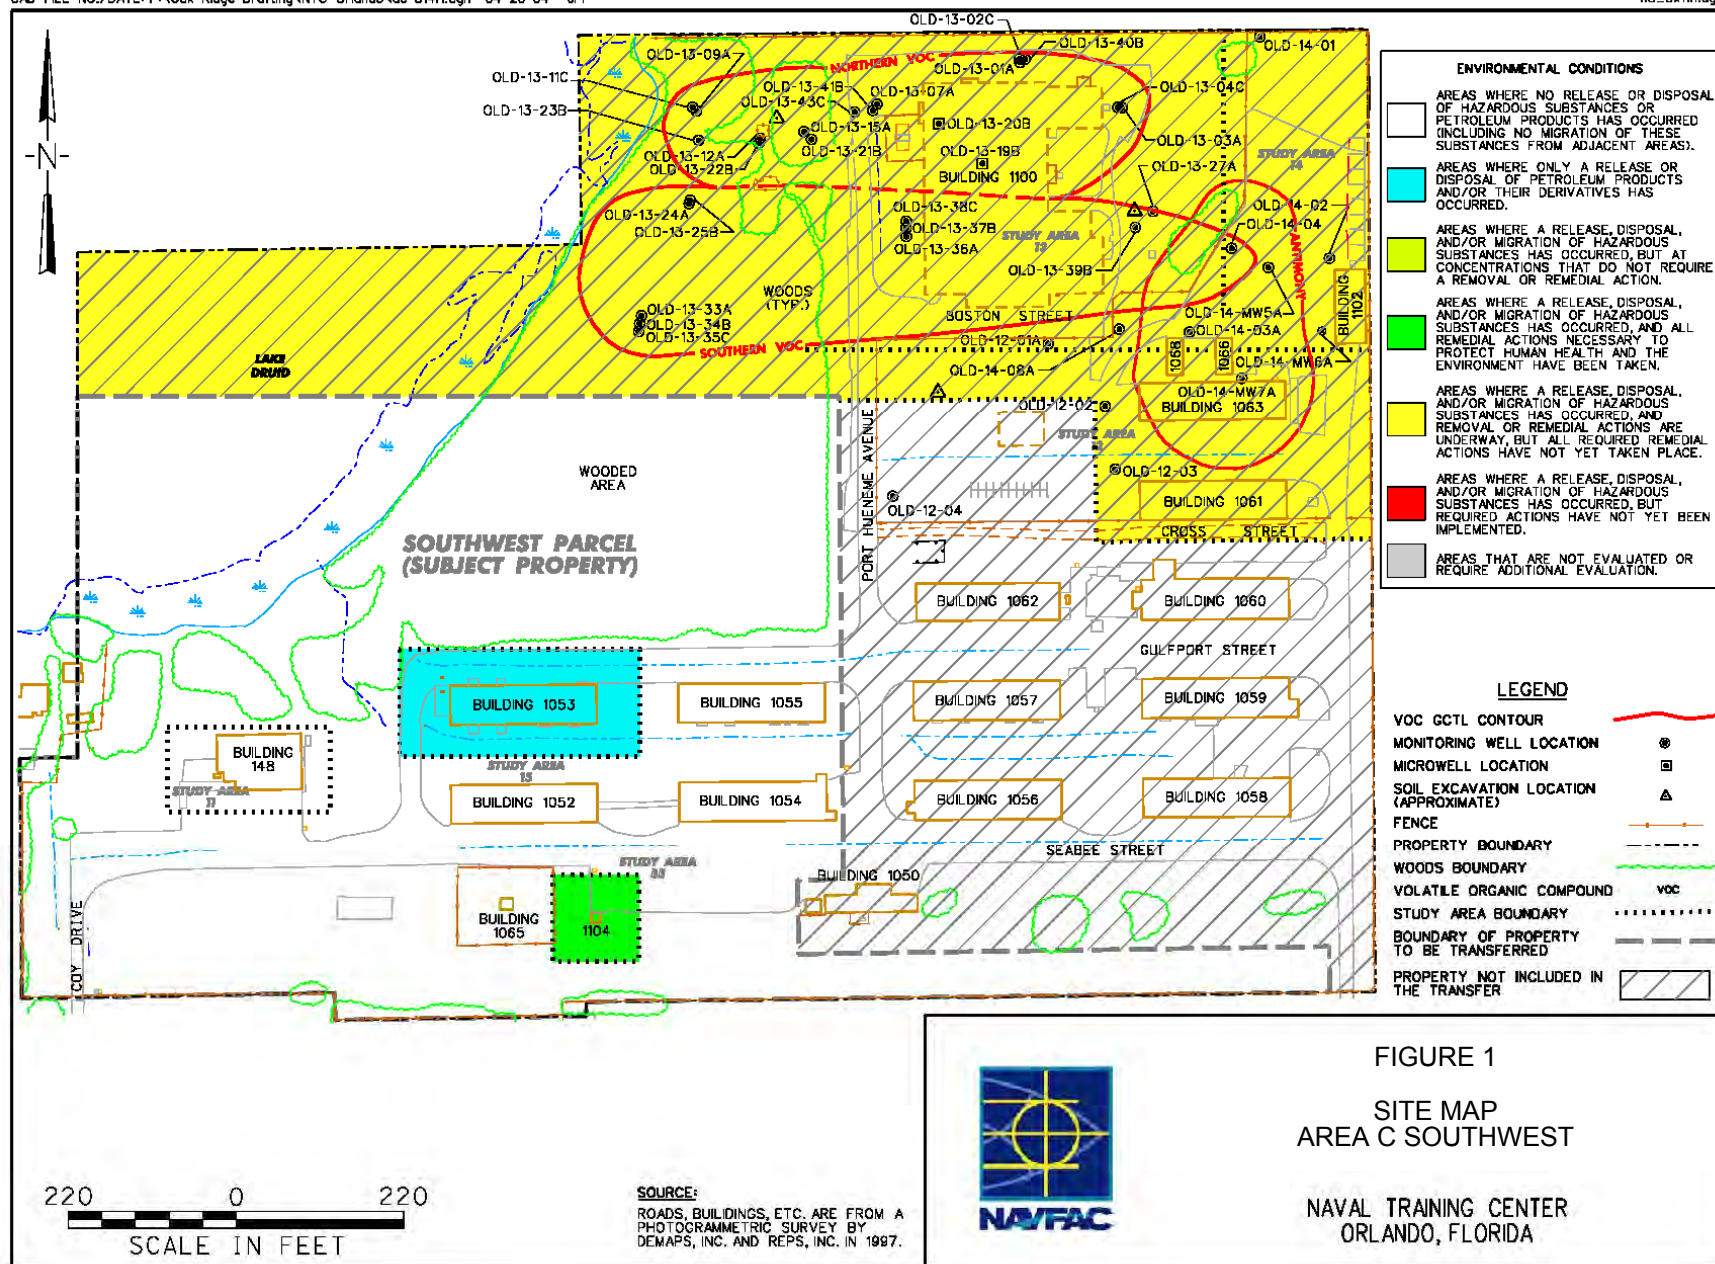 OLD-13-02C
OLD-13-40B
OLD-14-01
OLD-13-09A
NORTHERN VOC
OLD-13-01A
OLD-13-11C
OLD-13-41B
OLD-13-07A
OLD-13-04C
OLD-13-43C
OLD-13-23B
OLD-13-15A
OLD-13-20B
OLD-13-03A
-N-
OLD-13-12A
OLD-13-21B
OLD-13-19B
STUDY AREA
14
OLD-13-22B
BUILDING 1100
OLD-13-27A
OLD-13-24A
OLD-13-38C
OLD-14-02
OLD-13-25B
OLD-13-37B
OLD-14-04
OLD-13-36A
STUDY AREA
13
ANTIMONY
OLD-13-39B
WOODS
(TYP.)
BUILDING
1102
OLD-13-33A
BOSTON STREET
OLD-14-MW5A
OLD-13-34B
OLD-14-03A
OLD-13-35C
OLD-12-01A
SOUTHERN VOC
LAKE
DRUID
1068
1066
OLD-14-MW6A
OLD-14-08A
OLD-14-MW7A
OLD-12-02
BUILDING 1063
STUDY AREA
PORT HUENEME AVENUE
WOODED
AREA
OLD-12-03
OLD-12-04
BUILDING 1061
CROSS STREET
SOUTHWEST PARCEL
(SUBJECT PROPERTY)
BUILDING 1062
BUILDING 1060
GULFPORT STREET
BUILDING 1053
BUILDING 1055
BUILDING 1057
BUILDING 1059
BUILDING
148
STUDY AREA
11
STUDY AREA
15
BUILDING 1052
BUILDING 1054
BUILDING 1056
BUILDING 1058
SEABEE STREET
STUDY AREA
BUILDING 1050
COY DRIVE
BUILDING
1065
1104
ENVIRONMENTAL CONDITIONS
AREAS WHERE NO RELEASE OR DISPOSAL
OF HAZARDOUS SUBSTANCES OR
PETROLEUM PRODUCTS HAS OCCURRED
(INCLUDING NO MIGRATION OF THESE
SUBSTANCES FROM ADJACENT AREAS).
AREAS WHERE ONLY A RELEASE OR
DISPOSAL OF PETROLEUM PRODUCTS
AND/OR THEIR DERIVATIVES HAS
OCCURRED.
AREAS WHERE A RELEASE, DISPOSAL,
AND/OR MIGRATION OF HAZARDOUS
SUBSTANCES HAS OCCURRED, BUT AT
CONCENTRATIONS THAT DO NOT REQUIRE
A REMOVAL OR REMEDIAL ACTION.
AREAS WHERE A RELEASE, DISPOSAL,
AND/OR MIGRATION OF HAZARDOUS
SUBSTANCES HAS OCCURRED, AND ALL
REMEDIAL ACTIONS NECESSARY TO
PROTECT HUMAN HEALTH AND THE
ENVIRONMENT HAVE BEEN TAKEN.
AREAS WHERE A RELEASE, DISPOSAL,
AND/OR MIGRATION OF HAZARDOUS
SUBSTANCES HAS OCCURRED, AND
REMOVAL OR REMEDIAL ACTIONS ARE
UNDERWAY, BUT ALL REQUIRED REMEDIAL
ACTIONS HAVE NOT YET TAKEN PLACE.
AREAS WHERE A RELEASE, DISPOSAL,
AND/OR MIGRATION OF HAZARDOUS
SUBSTANCES HAS OCCURRED, BUT
REQUIRED ACTIONS HAVE NOT YET BEEN
IMPLEMENTED.
AREAS THAT ARE NOT EVALUATED OR
REQUIRE ADDITIONAL EVALUATION.
LEGEND
VOC GCTL CONTOUR
MONITORING WELL LOCATION
MICROWELL LOCATION
SOIL EXCAVATION LOCATION
(APPROXIMATE)
FENCE
PROPERTY BOUNDARY
WOODS BOUNDARY
VOLATILE ORGANIC COMPOUND VOC
STUDY AREA BOUNDARY
BOUNDARY OF PROPERTY
TO BE TRANSFERRED
PROPERTY NOT INCLUDED IN
THE TRANSFER
220 0 220
SCALE IN FEET
SOURCE:
ROADS, BUILDINGS, ETC. ARE FROM A
PHOTOGRAMMETRIC SURVEY BY
DEMAPS, INC. AND REPS, INC. IN 1997.
NAVFAC
FIGURE 1
SITE MAP
AREA C SOUTHWEST
NAVAL TRAINING CENTER
ORLANDO, FLORIDA